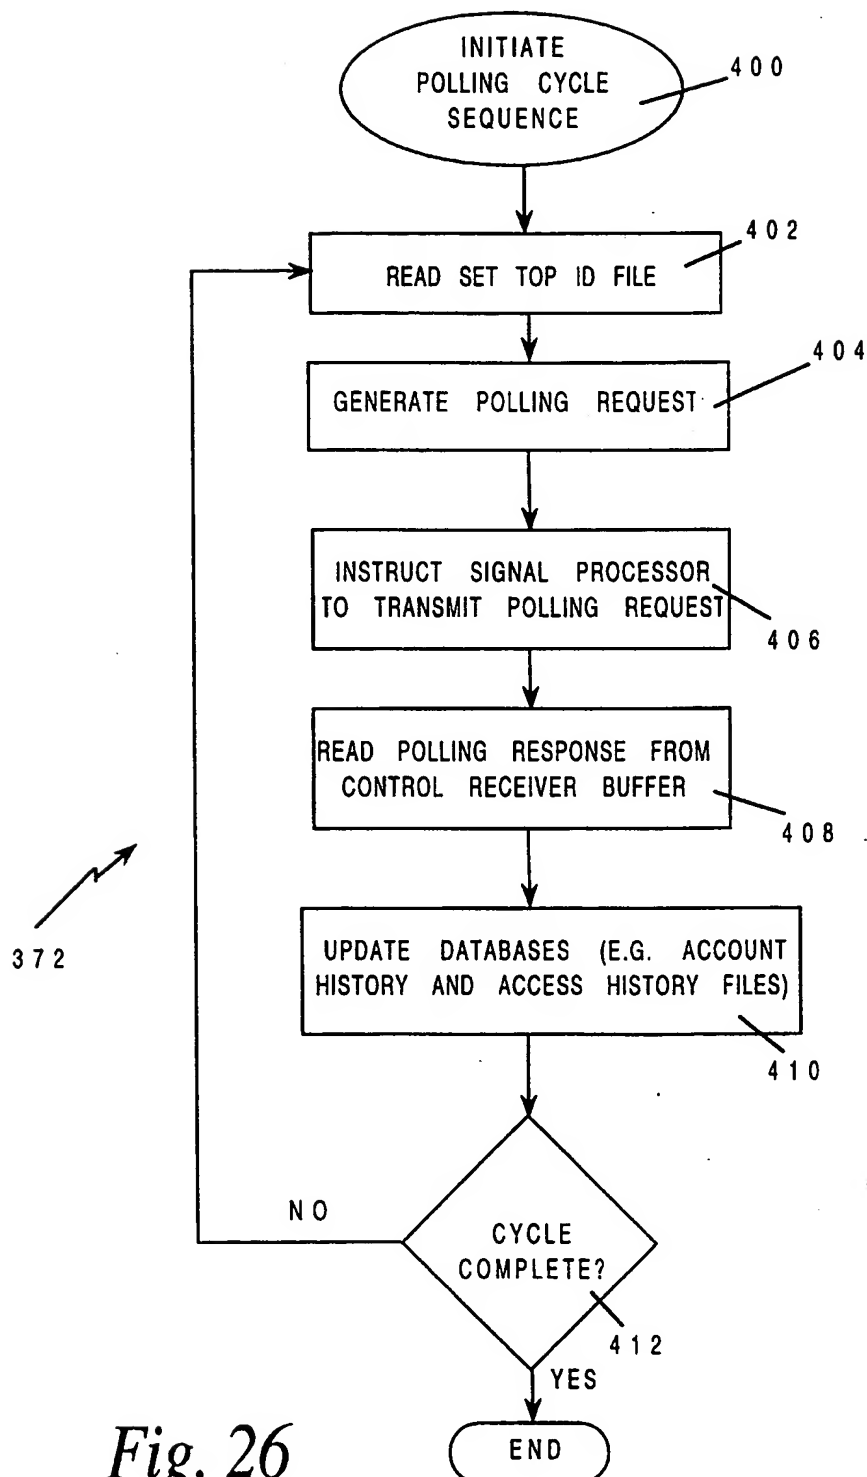 INITIATE
POLLING CYCLE
SEQUENCE
400
402
READ SET TOP ID FILE
404
GENERATE POLLING REQUEST
INSTRUCT SIGNAL PROCESSOR
TO TRANSMIT POLLING REQUEST
406
READ POLLING RESPONSE FROM
CONTROL RECEIVER BUFFER
408
372
UPDATE DATABASES (E.G. ACCOUNT
HISTORY AND ACCESS HISTORY FILES)
410
NO
CYCLE
COMPLETE?
412
YES
END
Fig. 26